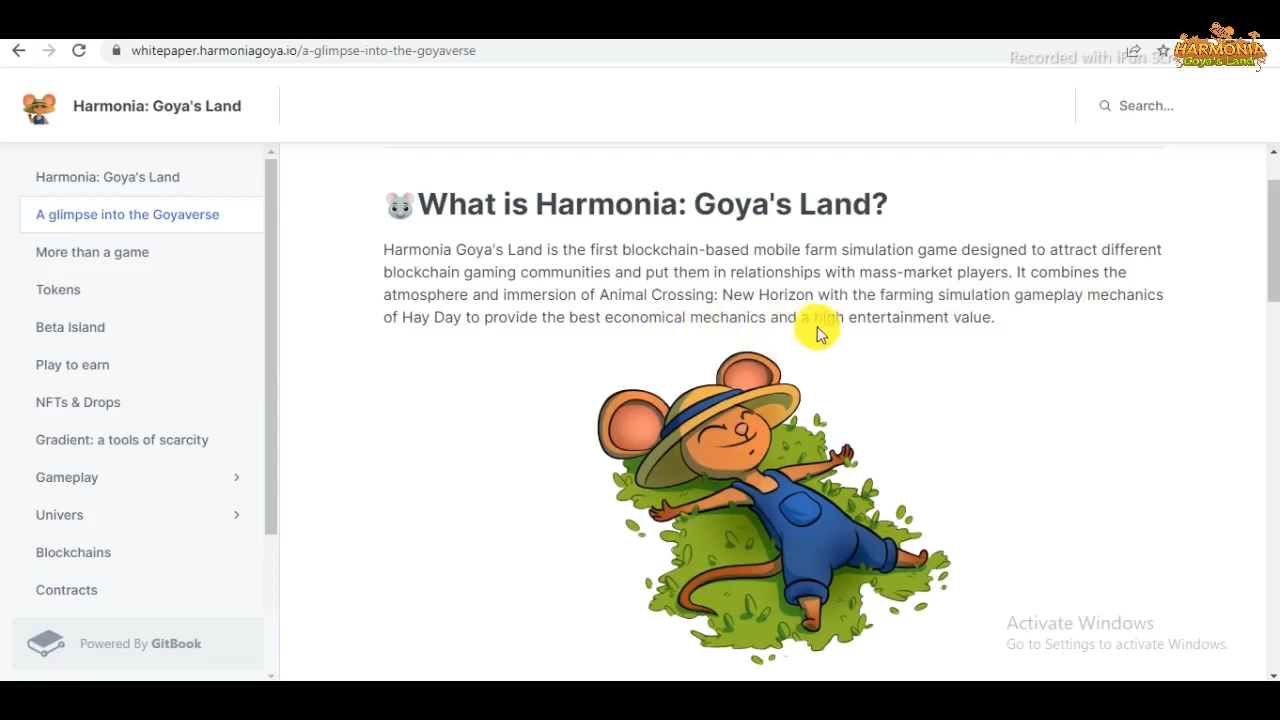 whitepaper.harmoniagoya.io/a-glimpse-into-the-goyaverse
Recorded with iFun Scr
HARMONIA
Goya's Land
Harmonia: Goya's Land
Search...
Harmonia: Goya's Land
A glimpse into the Goyaverse
More than a game
Tokens
Beta Island
Play to earn
NFTs & Drops
Gradient: a tools of scarcity
Gameplay
Univers
Blockchains
Contracts
Powered By GitBook
What is Harmonia: Goya's Land?
Harmonia Goya's Land is the first blockchain-based mobile farm simulation game designed to attract different
blockchain gaming communities and put them in relationships with mass-market players. It combines the
atmosphere and immersion of Animal Crossing: New Horizon with the farming simulation gameplay mechanics
of Hay Day to provide the best economical mechanics and a high entertainment value.
Activate Windows
Go to Settings to activate Windows.